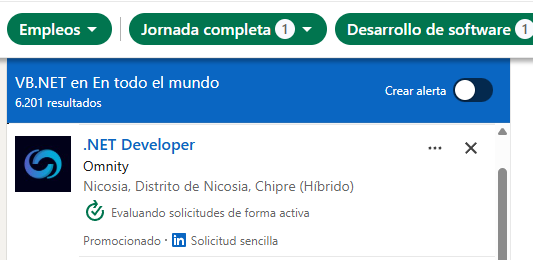 Empleos
Jornada completa 1
Desarrollo de software 1
VB.NET en En todo el mundo
6.201 resultados
Crear alerta
.NET Developer
Omnity
Nicosia, Distrito de Nicosia, Chipre (Híbrido)
Evaluando solicitudes de forma activa
Promocionado · in Solicitud sencilla